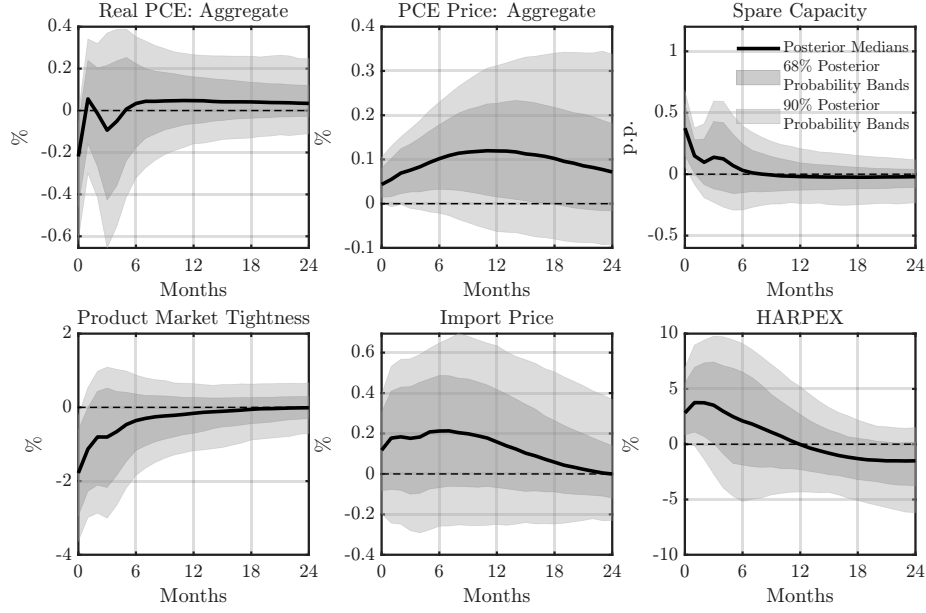 Real PCE: Aggregate
0.4
0.2
0
-0.2
-0.4
-0.6
%
0 6 12 18 24
Months
PCE Price: Aggregate
0.4
0.3
0.2
0.1
0
-0.1
%
0 6 12 18 24
Months
Spare Capacity
1
0.5
0
-0.5
p.p.
Posterior Medians
68% Posterior
Probability Bands
90% Posterior
Probability Bands
0 6 12 18 24
Months
Product Market Tightness
2
0
-2
-4
%
0 6 12 18 24
Months
Import Price
0.6
0.4
0.2
0
-0.2
-0.4
%
0 6 12 18 24
Months
HARPEX
10
5
0
-5
-10
%
0 6 12 18 24
Months